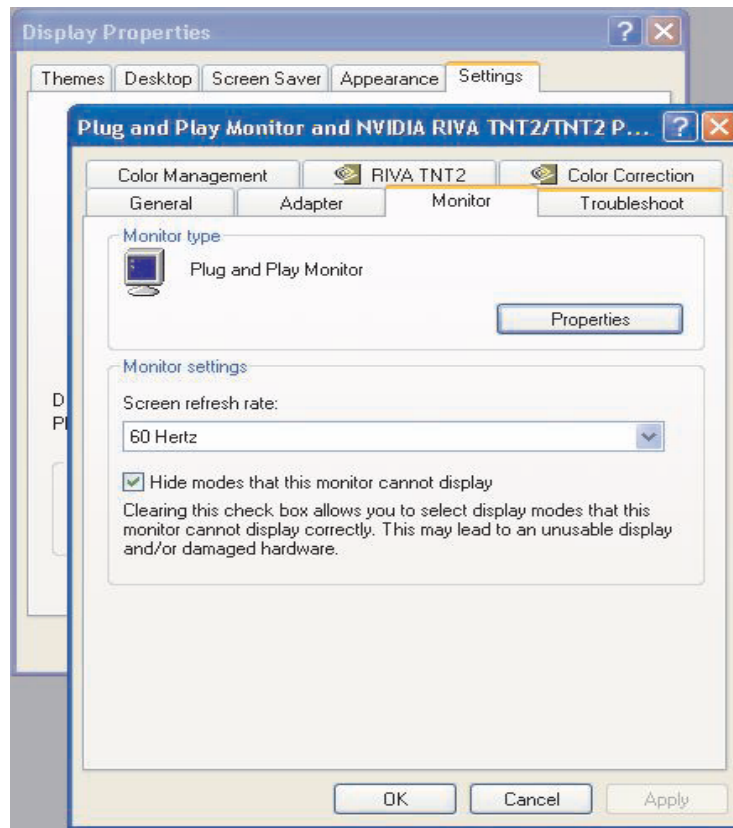 Display Properties
Themes Desktop Screen Saver Appearance Settings
Plug and Play Monitor and NVIDIA RIVA TNT2/TNT2 P...
Color Management RIVA TNT2 Color Correction
General Adapter Monitor Troubleshoot
Monitor type
Plug and Play Monitor
Properties
Monitor settings
D
Pl
Screen refresh rate:
60 Hertz
Hide modes that this monitor cannot display
Clearing this check box allows you to select display modes that this
monitor cannot display correctly. This may lead to an unusable display
and/or damaged hardware.
OK Cancel Apply